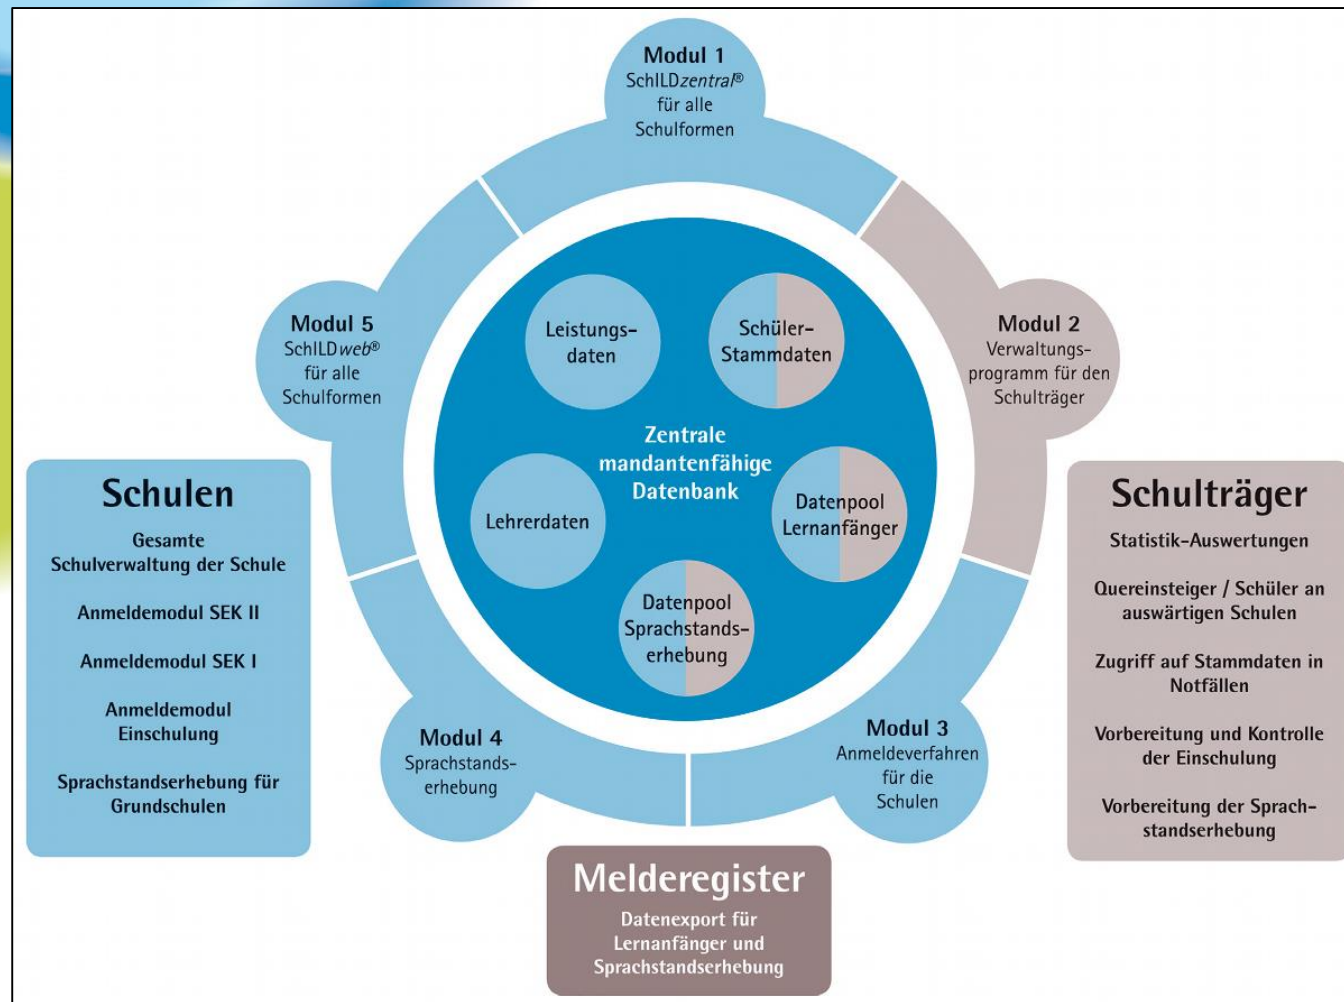 Modul 1
SchILDzentral®
für alle
Schulformen
Modul 5
SchILDweb®
für alle
Schulformen
Modul 2
Verwaltungs-
programm für den
Schulträger
Leistungs-
daten
Schüler-
Stammdaten
Zentrale
mandantenfähige
Datenbank
Lehrerdaten
Datenpool
Lernanfänger
Datenpool
Sprachstands-
erhebung
Modul 4
Sprachstands-
erhebung
Modul 3
Anmeldeverfahren
für die
Schulen
Schulen
Gesamte
Schulverwaltung der Schule
Anmeldemodul SEK II
Anmeldemodul SEK I
Anmeldemodul
Einschulung
Sprachstandserhebung für
Grundschulen
Schulträger
Statistik-Auswertungen
Quereinsteiger / Schüler an
auswärtigen Schulen
Zugriff auf Stammdaten in
Notfällen
Vorbereitung und Kontrolle
der Einschulung
Vorbereitung der Sprach-
standserhebung
Melderegister
Datenexport für
Lernanfänger und
Sprachstandserhebung